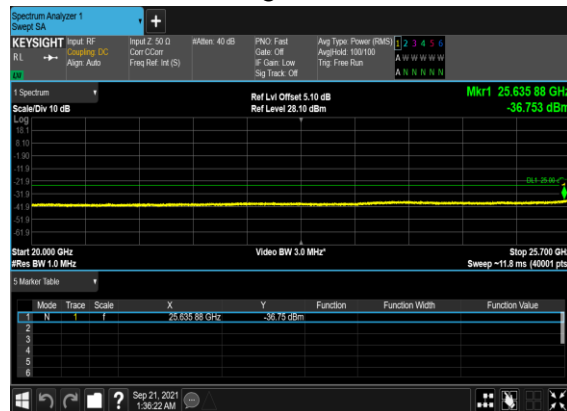 Spectrum Analyzer 1
Swept SA
+
KEYSIGHT Input: RF Input Z: 50 Ω #Atten: 40 dB PNO: Fast Avg Type: Power (RMS) 1 2 3 4 5 6
RL Coupling: DC Corr CCorr Gate: Off Avg|Hold: 100/100 A W W W W W
Align: Auto Freq Ref: Int (S) IF Gain: Low Trig: Free Run
Sig Track: Off A N N N N N
1 Spectrum Ref Lvl Offset 5.10 dB Mkr1 25.635 88 GHz
Scale/Div 10 dB Ref Level 28.10 dBm -36.753 dBm
Log
18.1
8.10
-1.90
-11.9
-21.9 DL1 -25.00
-31.9
-41.9
-51.9
-61.9
Start 20.000 GHz Video BW 3.0 MHz* Stop 25.700 GHz
#Res BW 1.0 MHz Sweep ~11.8 ms (40001 pts)
5 Marker Table
Mode Trace Scale X Y Function Function Width Function Value
1 N 1 f 25.635 88 GHz -36.75 dBm
2
3
4
5
6
? Sep 21, 2021
1:36:22 AM